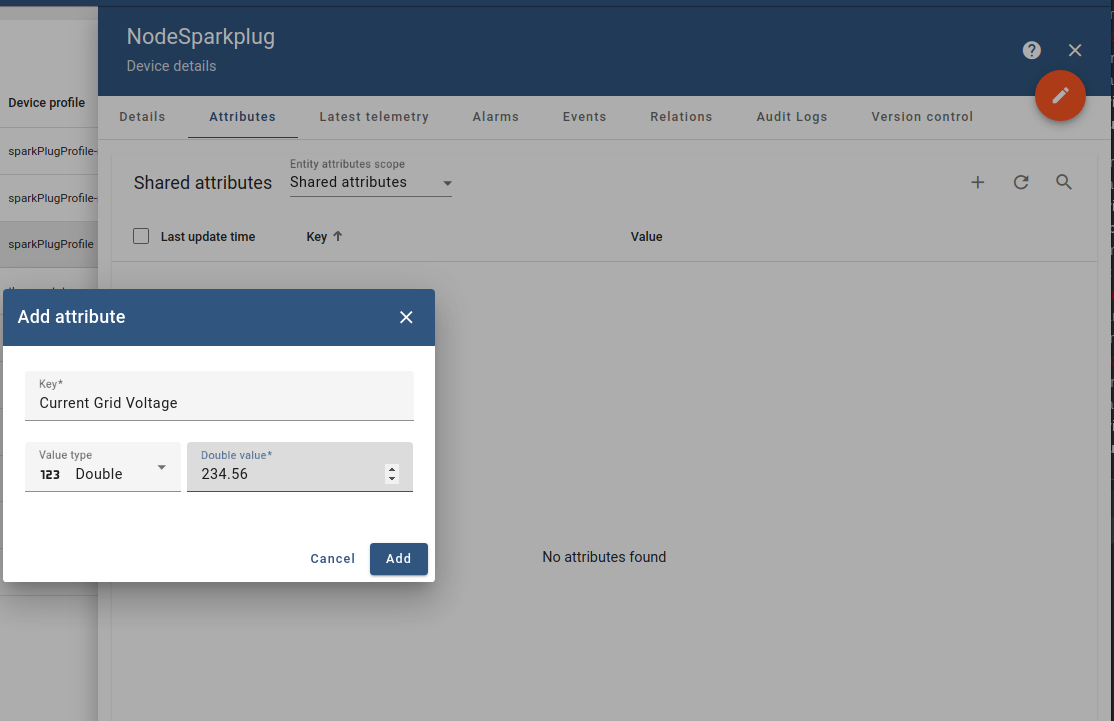 NodeSparkplug
Device details
Device profile
Details Attributes Latest telemetry Alarms Events Relations Audit Logs Version control
sparkPlugProfile-
sparkPlugProfile-
sparkPlugProfile
Entity attributes scope
Shared attributes Shared attributes
Last update time Key Value
Add attribute
Key*
Current Grid Voltage
Value type Double value*
123 Double 234.56
Cancel Add
No attributes found